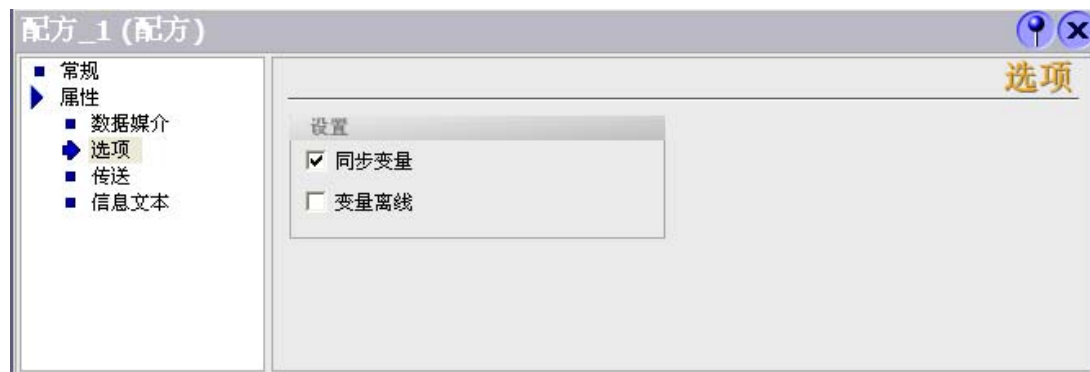 配方_1 (配方)
常规
属性
数据媒介
选项
传送
信息文本
选项
设置
同步变量
变量离线